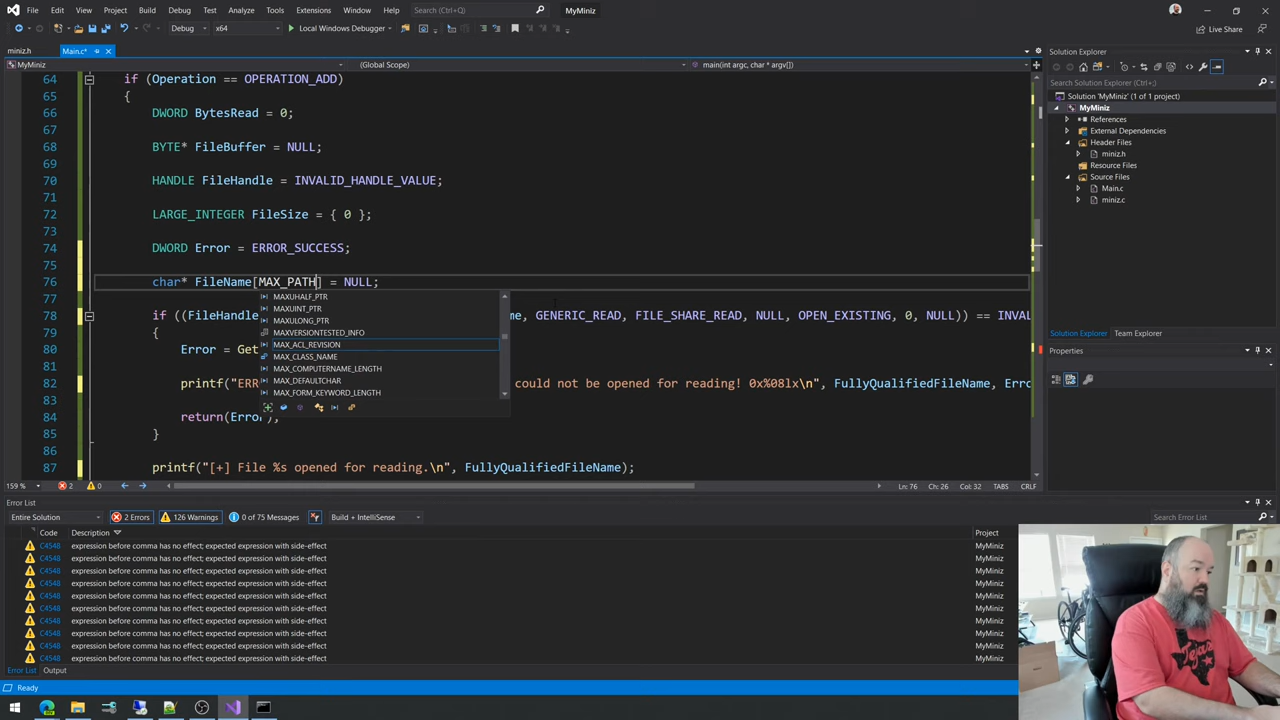 File Edit View Git Project Build Debug Test Analyze Tools Extensions Window Help Search (Ctrl+;) MyMiniz
Debug x64 Local Windows Debugger Live Share
miniz.h Main.c*
MyMiniz (Global Scope) main(int argc, char * argv[])
64 if (Operation == OPERATION_ADD)
65 {
66 DWORD BytesRead = 0;
67
68 BYTE* FileBuffer = NULL;
69
70 HANDLE FileHandle = INVALID_HANDLE_VALUE;
71
72 LARGE_INTEGER FileSize = { 0 };
73
74 DWORD Error = ERROR_SUCCESS;
75
76 char* FileName[MAX_PATH] = NULL;
77
78 if ((FileHandle me, GENERIC_READ, FILE_SHARE_READ, NULL, OPEN_EXISTING, 0, NULL)) == INVAL
79 {
80 Error = Get
81
82 printf("ERR could not be opened for reading! 0x%08lx\n", FullyQualifiedFileName, Erro
83
84 return(Error);
85 }
86
87 printf("[+] File %s opened for reading.\n", FullyQualifiedFileName);
MAXUHALF_PTR
MAXUINT_PTR
MAXULONG_PTR
MAXVERSIONTESTED_INFO
MAX_ACL_REVISION
MAX_CLASS_NAME
MAX_COMPUTERNAME_LENGTH
MAX_DEFAULTCHAR
MAX_FORM_KEYWORD_LENGTH
159 % 2 0 Ln: 76 Ch: 26 Col: 32 TABS CRLF
Solution Explorer
Search Solution Explorer (Ctrl+;)
Solution 'MyMiniz' (1 of 1 project)
MyMiniz
References
External Dependencies
Header Files
miniz.h
Resource Files
Source Files
Main.c
miniz.c
Solution Explorer Team Explorer
Properties
Error List
Entire Solution 2 Errors 126 Warnings 0 of 75 Messages Build + IntelliSense Search Error List
Code Description Project
C4548 expression before comma has no effect; expected expression with side-effect MyMiniz
C4548 expression before comma has no effect; expected expression with side-effect MyMiniz
C4548 expression before comma has no effect; expected expression with side-effect MyMiniz
C4548 expression before comma has no effect; expected expression with side-effect MyMiniz
C4548 expression before comma has no effect; expected expression with side-effect MyMiniz
C4548 expression before comma has no effect; expected expression with side-effect MyMiniz
C4548 expression before comma has no effect; expected expression with side-effect MyMiniz
C4548 expression before comma has no effect; expected expression with side-effect MyMiniz
C4548 expression before comma has no effect; expected expression with side-effect MyMiniz
C4548 expression before comma has no effect; expected expression with side-effect MyMiniz
Error List Output
Ready
Texas